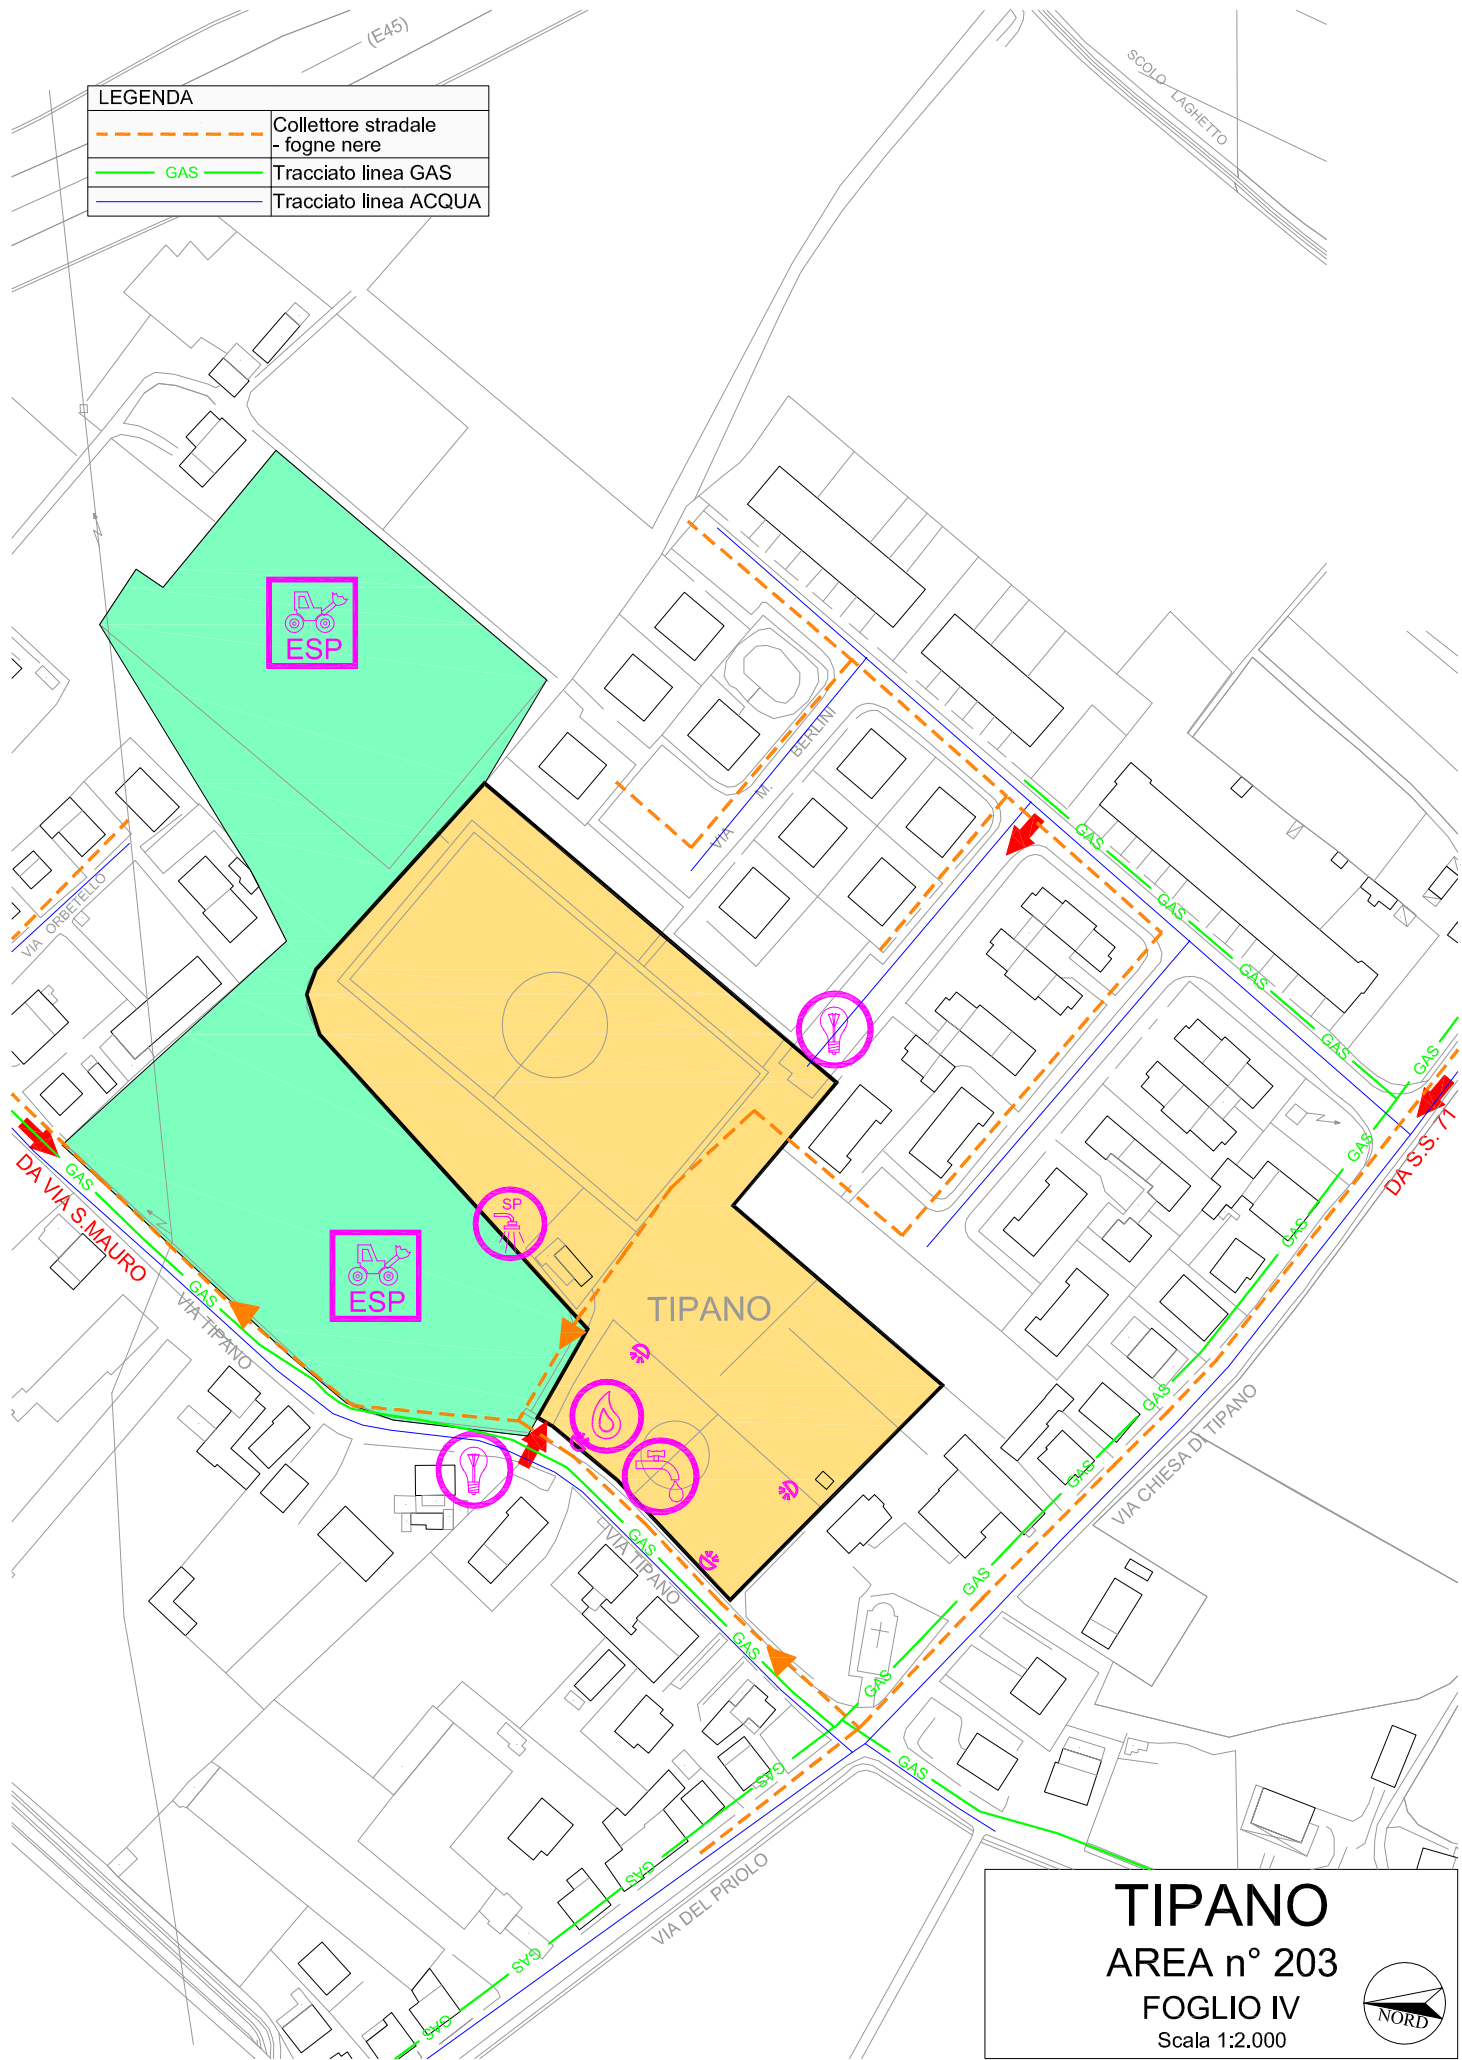 (E45)
SCOLO LAGHETTO
LEGENDA
Collettore stradale
- fogne nere
GAS
Tracciato linea GAS
Tracciato linea ACQUA
ESP
VIA M. BERLINI
GAS
GAS
GAS
GAS
GAS
VIA ORBETELLO
DA S.S. 71
GAS
GAS
DA VIA S.MAURO
GAS
SP
ESP
GAS
VIA TIPANO
TIPANO
GAS
GAS
VIA CHIESA DI TIPANO
GAS
VIA TIPANO
GAS
GAS
GAS
GAS
GAS
GAS
VIA DEL PRIOLO
GAS
GAS
TIPANO
AREA n° 203
FOGLIO IV
Scala 1:2.000
NORD